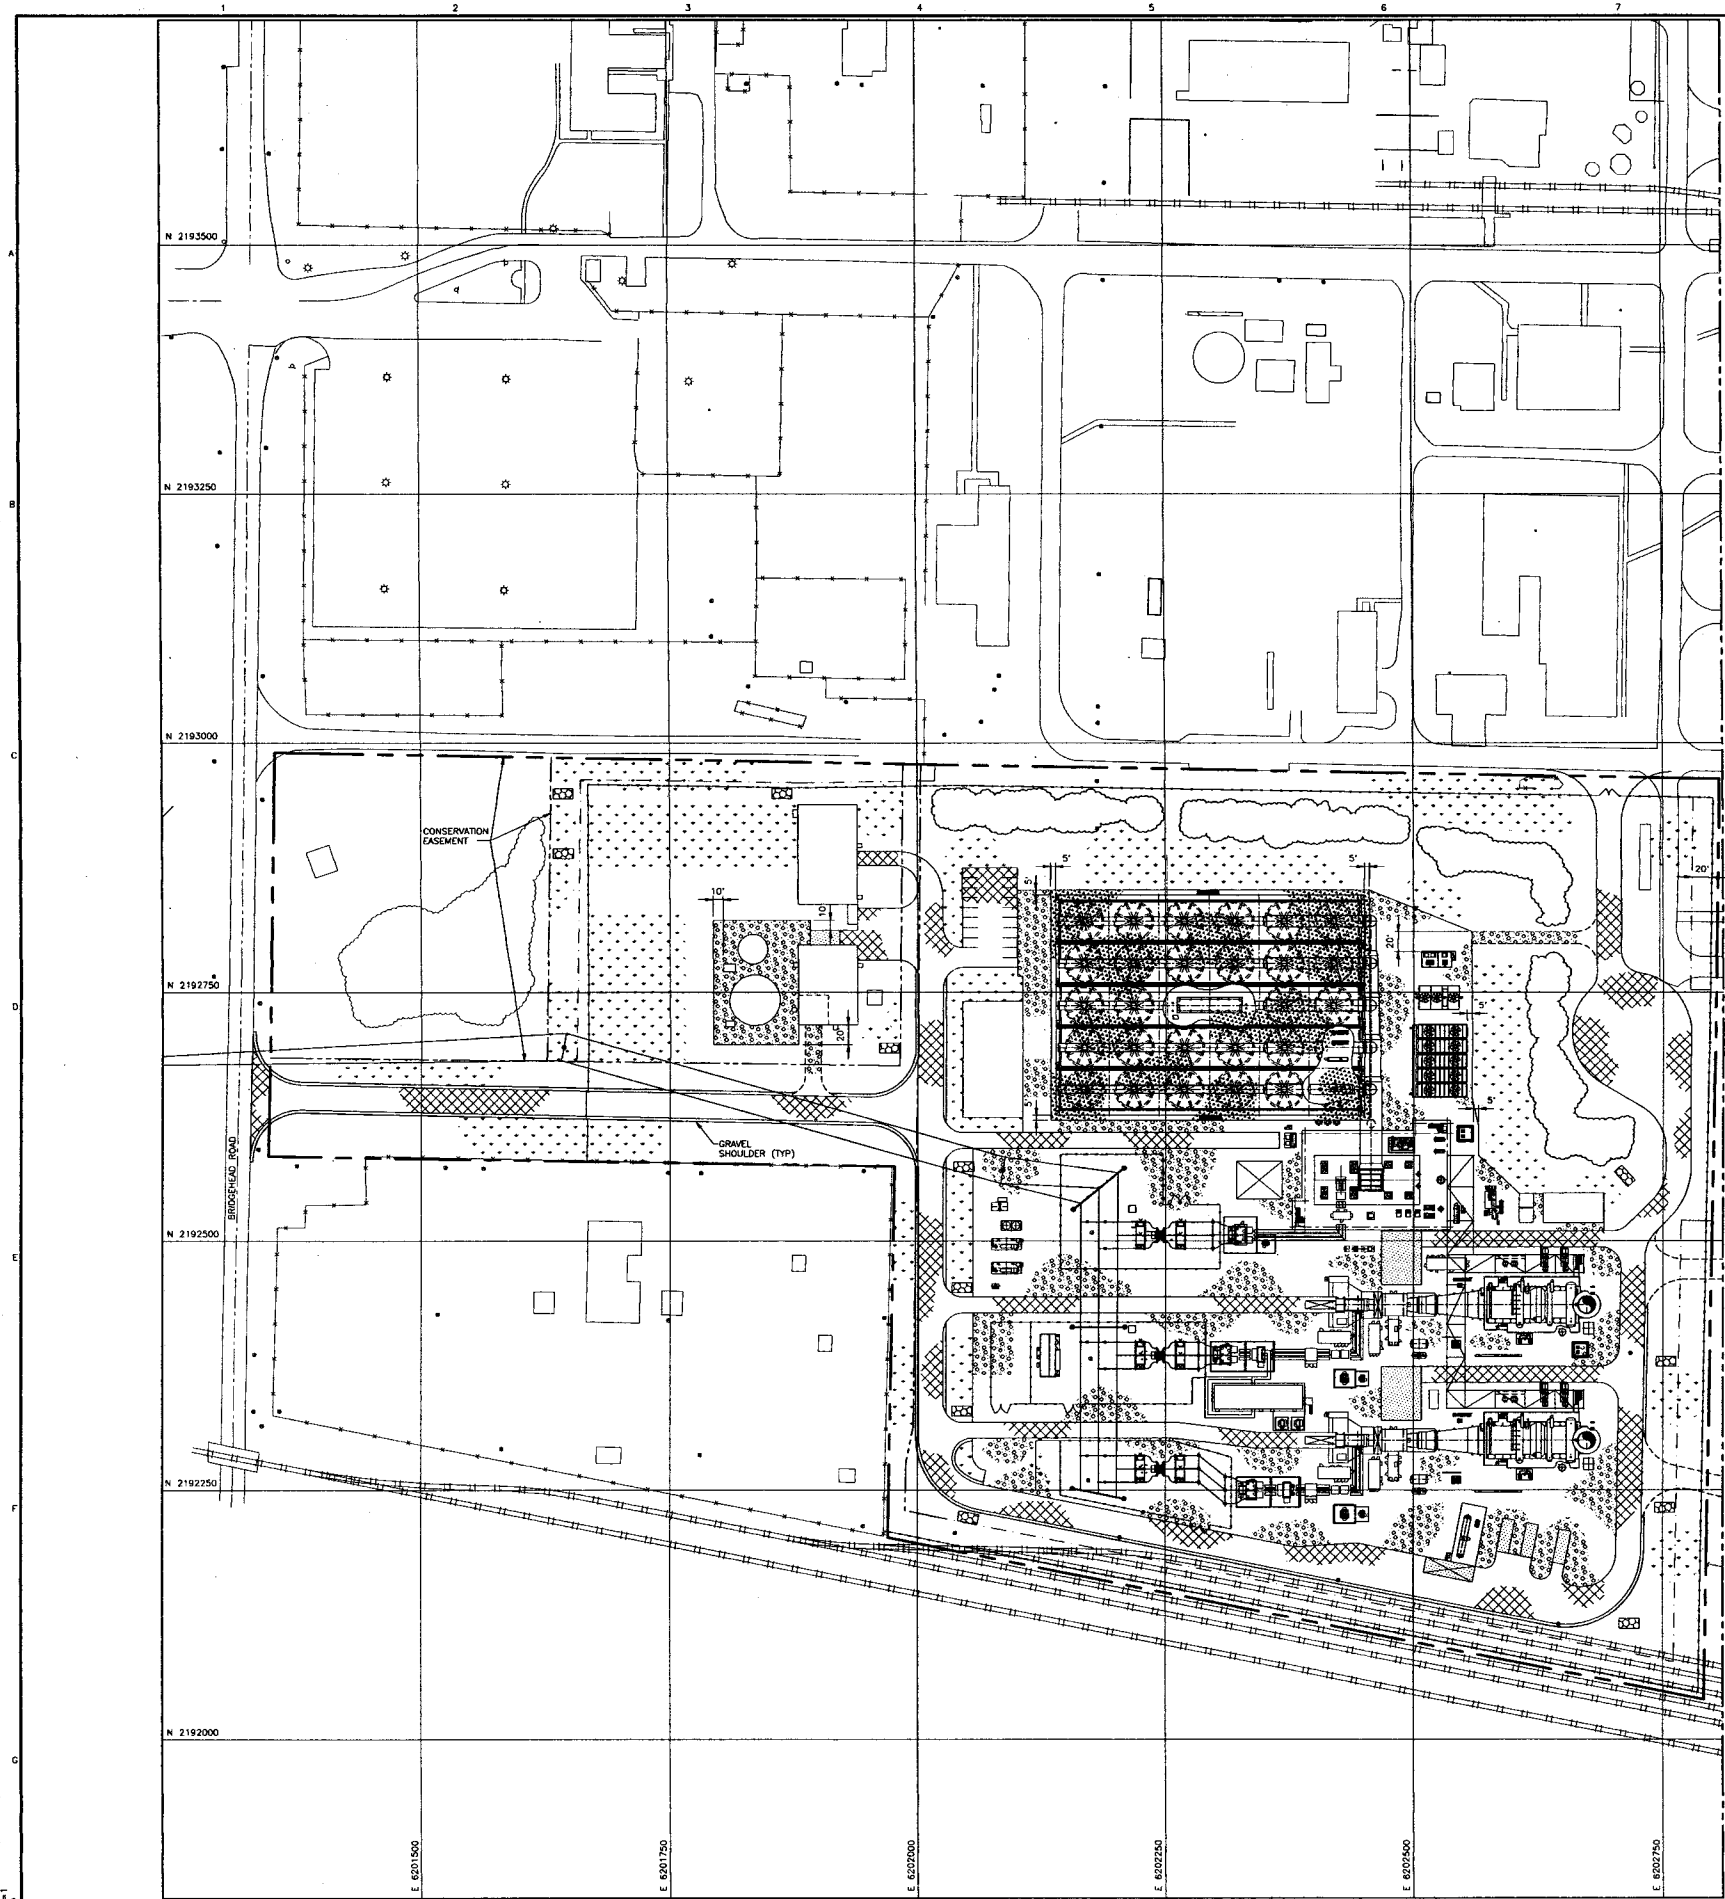 1 2 3 4 5 6 7
N 2193500
A
N 2193250
B
N 2193000
C
CONSERVATION
EASEMENT
5'
5'
5'
20'
10'
10'
20'
N 2192750
D
5'
20'
5'
5'
GRAVEL
SHOULDER (TYP)
BRIDGEHEAD ROAD
N 2192500
E
N 2192250
F
N 2192000
G
E 6201500
E 6201750
E 6202000
E 6202250
E 6202500
E 6202750